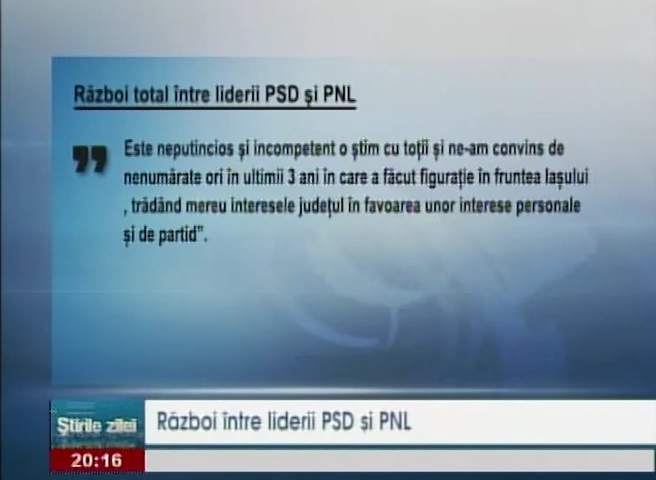 Război total între liderii PSD și PNL
" Este neputincios și incompetent o știm cu toții și ne-am convins de
nenumărate ori în ultimii 3 ani în care a făcut figurație în fruntea Iașului
, trădând mereu interesele județul în favoarea unor interese personale
și de partid".
Știrile zilei
Război între liderii PSD și PNL
20:16